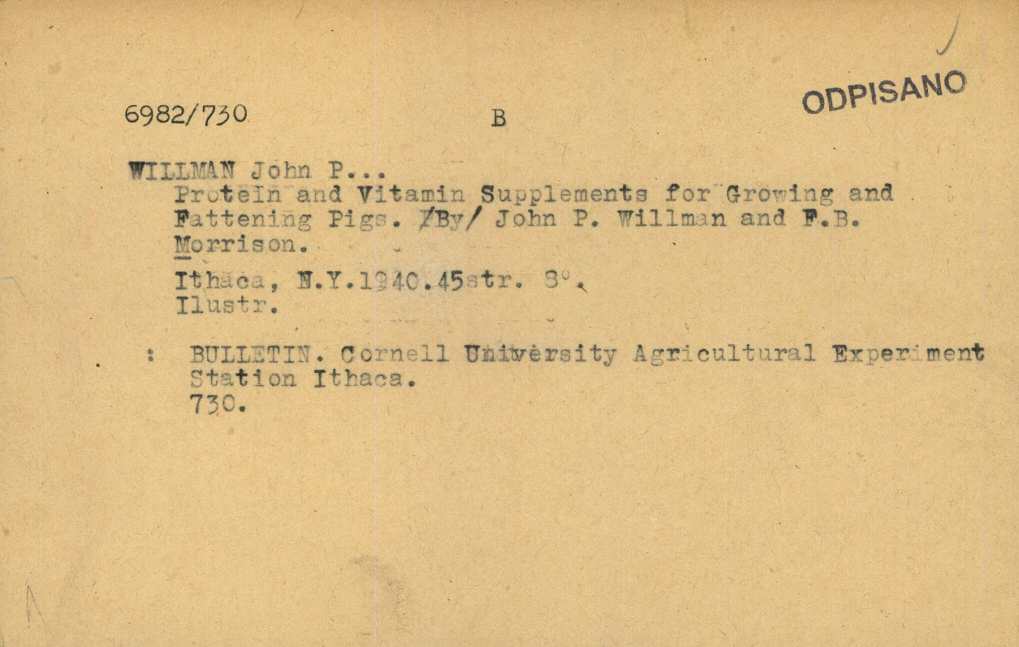 6982/730
B
ODPISANO
WILLMAN John P...
Protein and Vitamin Supplements for Growing and
Fattening Pigs. /By/ John P. Willman and F.B.
Morrison.
Ithaca, N.Y.1940.45str. 8°.
Ilustr.
: BULLETIN. Cornell University Agricultural Experiment
Station Ithaca.
730.